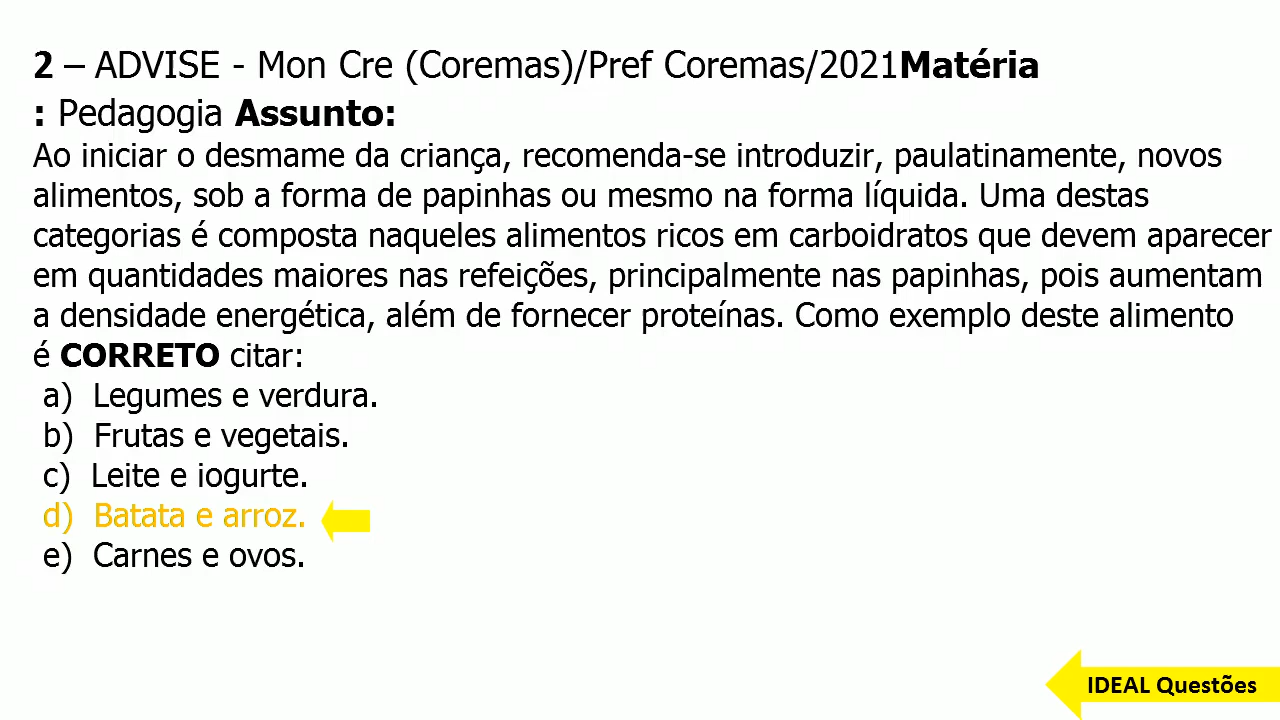 2 – ADVISE - Mon Cre (Coremas)/Pref Coremas/2021Matéria
: Pedagogia Assunto:
Ao iniciar o desmame da criança, recomenda-se introduzir, paulatinamente, novos
alimentos, sob a forma de papinhas ou mesmo na forma líquida. Uma destas
categorias é composta naqueles alimentos ricos em carboidratos que devem aparecer
em quantidades maiores nas refeições, principalmente nas papinhas, pois aumentam
a densidade energética, além de fornecer proteínas. Como exemplo deste alimento
é CORRETO citar:
a) Legumes e verdura.
b) Frutas e vegetais.
c) Leite e iogurte.
d) Batata e arroz.
e) Carnes e ovos.
IDEAL Questões